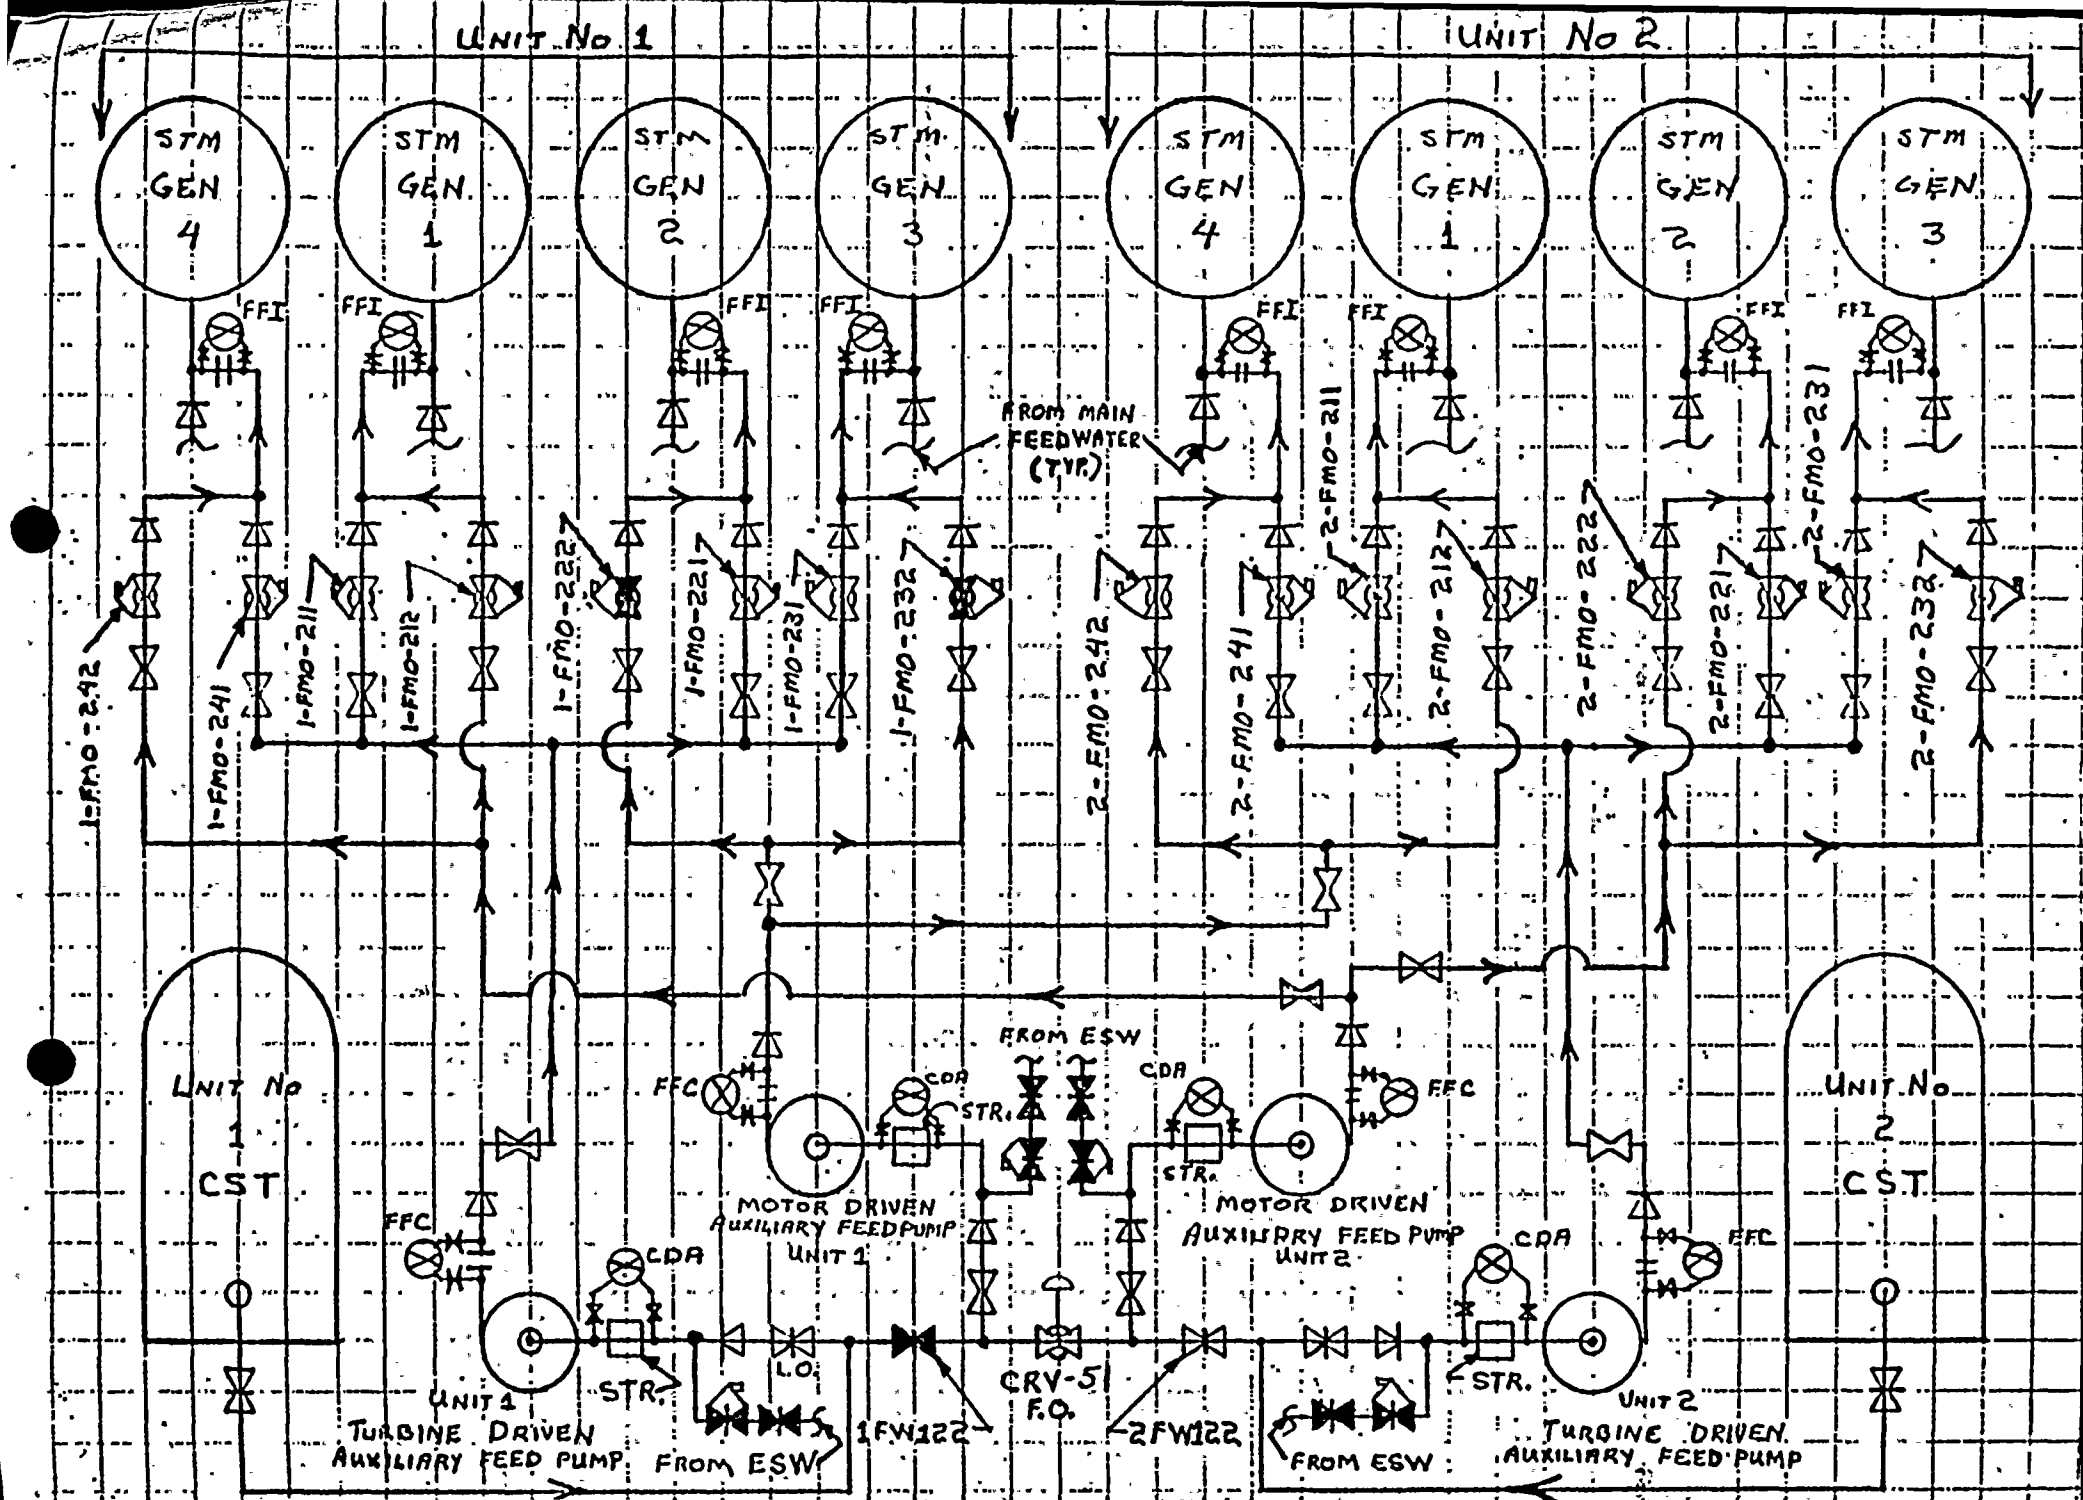 UNIT No 1
UNIT No 2
STM
GEN
4
STM
GEN.
1
STM
GEN
2
STM.
GEN
3
STM
GEN
4
STM
GEN
1
STM
GEN
2
STM
GEN
3
FFI
FFI
FFI
FFI
FFI
FFI
FFI
FFI
FROM MAIN
FEEDWATER
(TYP.)
1-FMO-242
1-FMO-241
1-FMO-211
1-FMO-212
1-FMO-222
1-FMO-221
1-FMO-231
1-FMO-232
2-FMO-242
2-FMO-241
2-FMO-211
2-FMO-212
2-FMO-222
2-FMO-221
2-FMO-231
2-FMO-232
UNIT No
1
CST
UNIT No
2
CST
FROM ESW
FFC
CDA
STR.
CDA
STR.
FFC
MOTOR DRIVEN
AUXILIARY FEED PUMP
UNIT 1
MOTOR DRIVEN
AUXILIARY FEED PUMP
UNIT 2
FFC
CDA
CDA
FFC
STR.
L.O.
CRV-51
F.O.
STR.
UNIT 1
TURBINE DRIVEN
AUXILIARY FEED PUMP
FROM ESW
1FW122
2FW122
FROM ESW
UNIT 2
TURBINE DRIVEN
AUXILIARY FEED PUMP